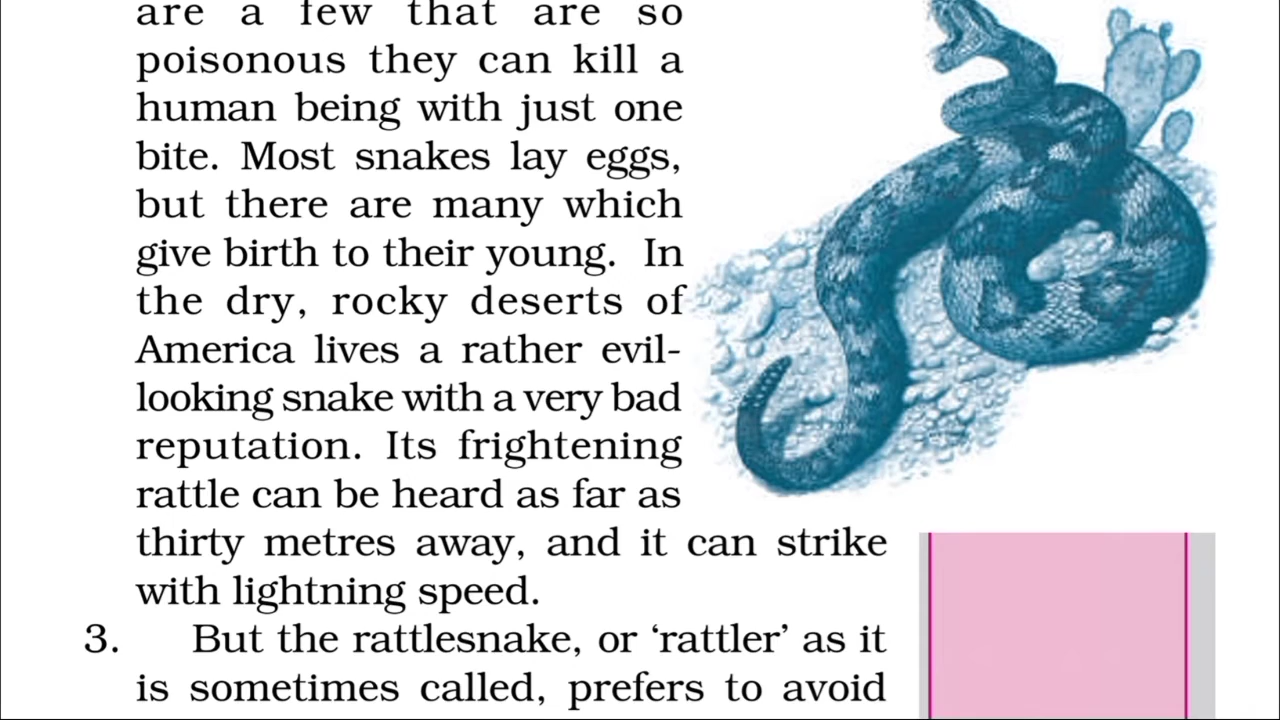 are a few that are so
poisonous they can kill a
human being with just one
bite. Most snakes lay eggs,
but there are many which
give birth to their young. In
the dry, rocky deserts of
America lives a rather evil-
looking snake with a very bad
reputation. Its frightening
rattle can be heard as far as
thirty metres away, and it can strike
with lightning speed.
3. But the rattlesnake, or ‘rattler’ as it
is sometimes called, prefers to avoid